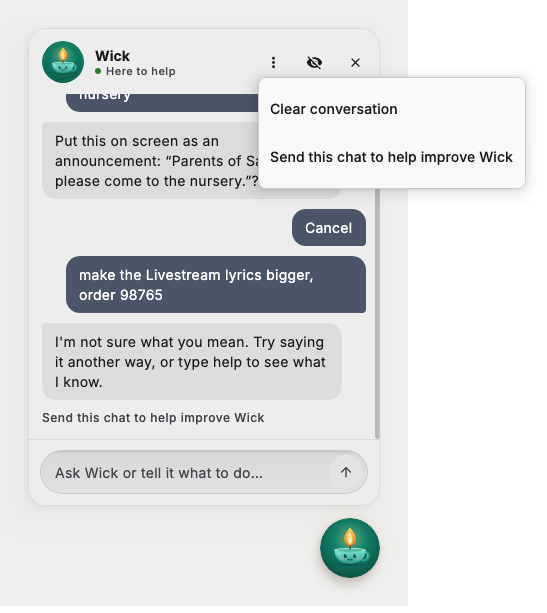 Wick
Here to help
Clear conversation
Send this chat to help improve Wick
nursery
Put this on screen as an
announcement: “Parents of Sa
please come to the nursery.”?
Cancel
make the Livestream lyrics bigger,
order 98765
I'm not sure what you mean. Try saying
it another way, or type help to see what
I know.
Send this chat to help improve Wick
Ask Wick or tell it what to do...